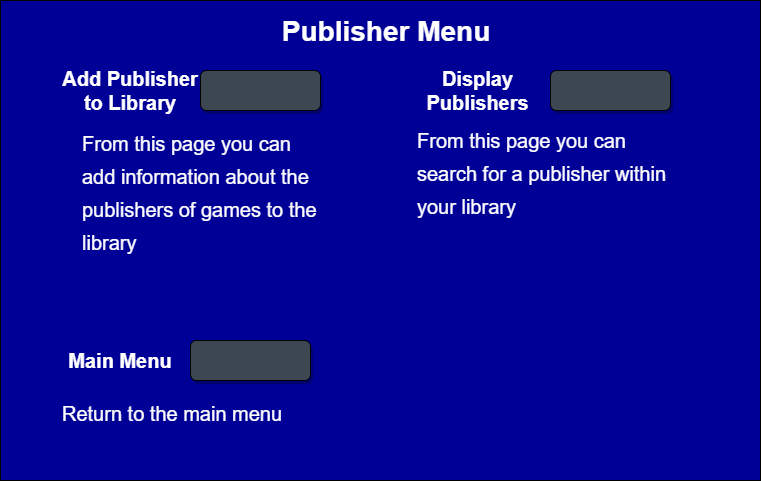 Publisher Menu
Add Publisher
to Library
From this page you can
add information about the
publishers of games to the
library
Display
Publishers
From this page you can
search for a publisher within
your library
Main Menu
Return to the main menu